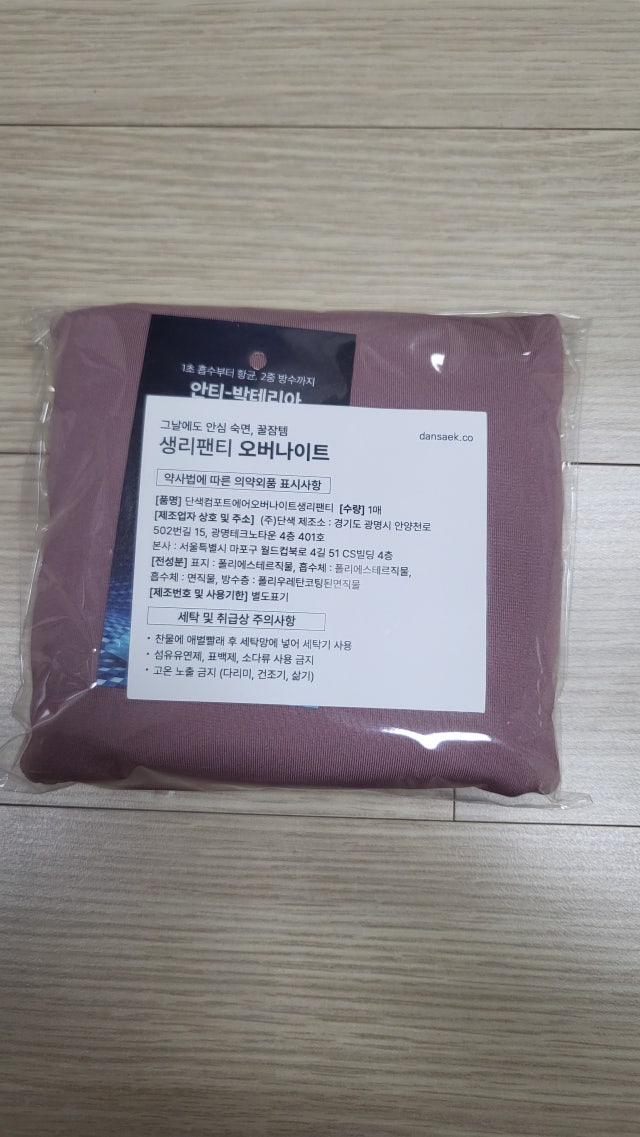 1초 흡수부터 항균, 2중 방수까지
안티-박테리아
그날에도 안심 숙면, 꿀잠템
dansaek.co
생리팬티 오버나이트
약사법에 따른 의약외품 표시사항
[품명] 단색컴포트에어오버나이트생리팬티 [수량] 1매
[제조업자 상호 및 주소] (주)단색 제조소 : 경기도 광명시 안양천로
502번길 15, 광명테크노타운 4층 401호
본사 : 서울특별시 마포구 월드컵북로 4길 51 CS빌딩 4층
[전성분] 표지 : 폴리에스테르직물, 흡수체 : 폴리에스테르직물,
흡수체 : 면직물, 방수층 : 폴리우레탄코팅된면직물
[제조번호 및 사용기한] 별도표기
세탁 및 취급상 주의사항
· 찬물에 애벌빨래 후 세탁망에 넣어 세탁기 사용
· 섬유유연제, 표백제, 소다류 사용 금지
· 고온 노출 금지 (다리미, 건조기, 삶기)